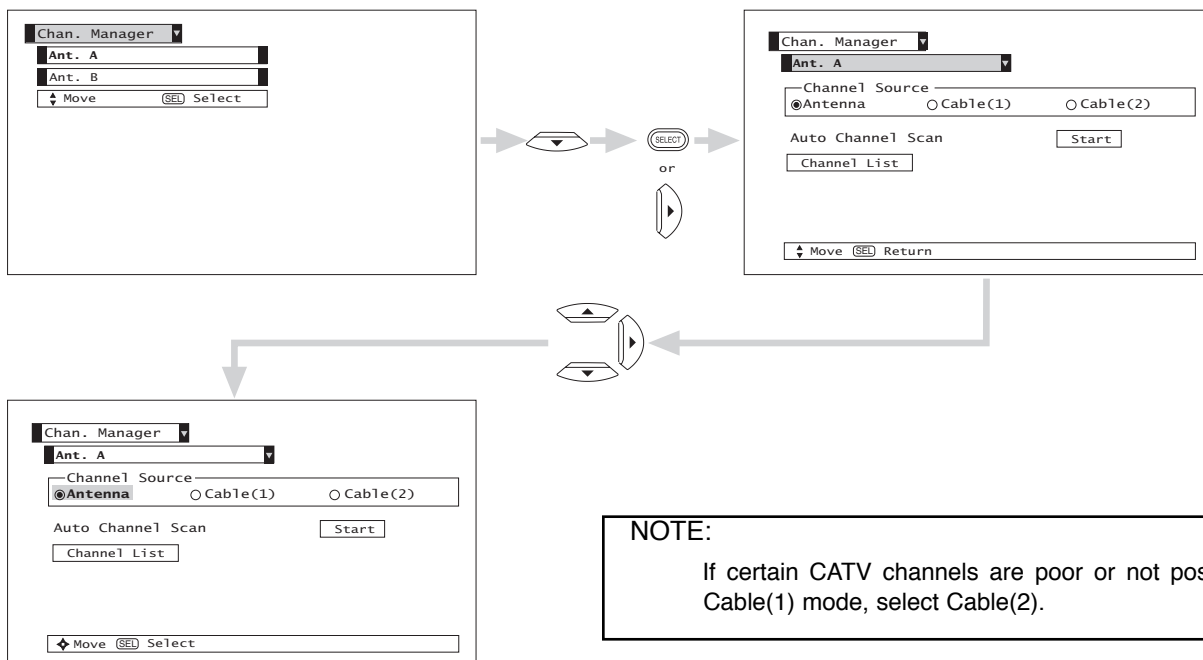 Chan. Manager
Ant. A
Ant. B
Move SEL Select
SELECT
or
Chan. Manager
Ant. A
Channel Source
Antenna Cable(1) Cable(2)
Auto Channel Scan Start
Channel List
Move SEL Return
Chan. Manager
Ant. A
Channel Source
Antenna Cable(1) Cable(2)
Auto Channel Scan Start
Channel List
Move SEL Select
NOTE:
If certain CATV channels are poor or not
Cable(1) mode, select Cable(2).